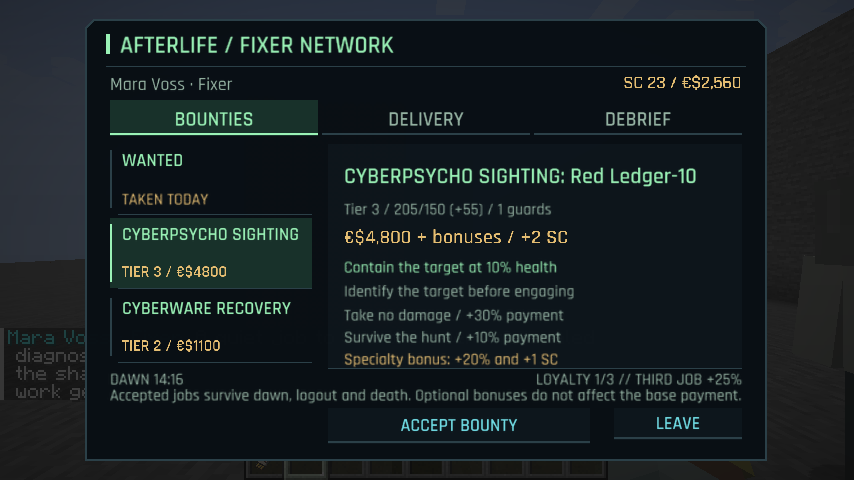 AFTERLIFE / FIXER NETWORK
Mara Voss · Fixer
SC 23 / €$2,560
BOUNTIES
DELIVERY
DEBRIEF
WANTED
TAKEN TODAY
CYBERPSYCHO SIGHTING
TIER 3 / €$4800
CYBERWARE RECOVERY
TIER 2 / €$1100
CYBERPSYCHO SIGHTING: Red Ledger-10
Tier 3 / 205/150 (+55) / 1 guards
€$4,800 + bonuses / +2 SC
Contain the target at 10% health
Identify the target before engaging
Take no damage / +30% payment
Survive the hunt / +10% payment
Specialty bonus: +20% and +1 SC
DAWN 14:16
LOYALTY 1/3 // THIRD JOB +25%
Accepted jobs survive dawn, logout and death. Optional bonuses do not affect the base payment.
ACCEPT BOUNTY
LEAVE
Mara Vo
diagnos
the sha
work ge